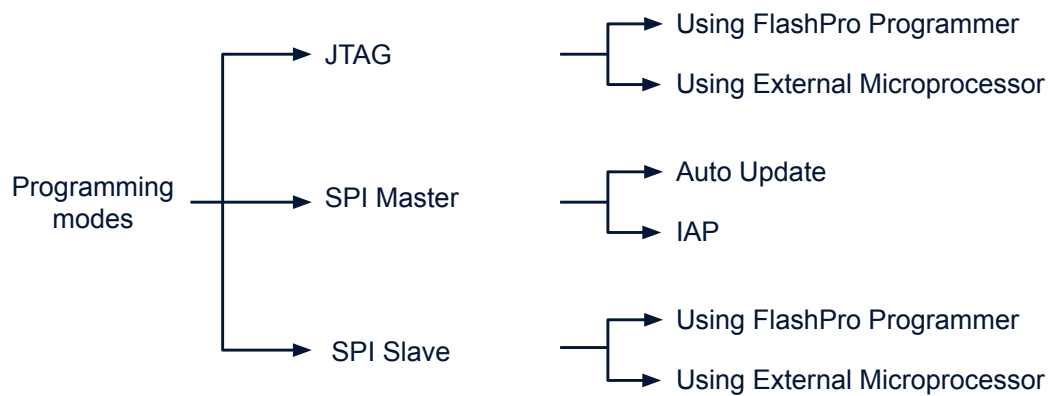 Programming
modes
JTAG
Using FlashPro Programmer
Using External Microprocessor
SPI Master
Auto Update
IAP
SPI Slave
Using FlashPro Programmer
Using External Microprocessor